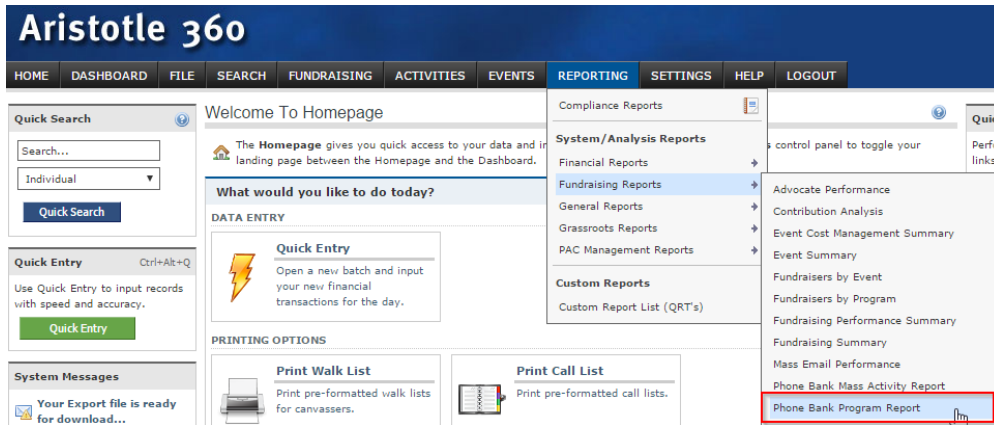 Aristotle 360
HOME DASHBOARD FILE SEARCH FUNDRAISING ACTIVITIES EVENTS REPORTING SETTINGS HELP LOGOUT
Quick Search
Search...
Individual
Quick Search
Quick Entry Ctrl+Alt+Q
Use Quick Entry to input records
with speed and accuracy.
Quick Entry
System Messages
Your Export file is ready
for download...
Welcome To Homepage
The Homepage gives you quick access to your data and
landing page between the Homepage and the Dashboard.
control panel to toggle your
What would you like to do today?
DATA ENTRY
Quick Entry
Open a new batch and input
your new financial
transactions for the day.
PRINTING OPTIONS
Print Walk List
Print pre-formatted walk lists
for canvassers.
Print Call List
Print pre-formatted call lists.
Compliance Reports
System/Analysis Reports
Financial Reports
Fundraising Reports
General Reports
Grassroots Reports
PAC Management Reports
Custom Reports
Custom Report List (QRT's)
Advocate Performance
Contribution Analysis
Event Cost Management Summary
Event Summary
Fundraisers by Event
Fundraisers by Program
Fundraising Performance Summary
Fundraising Summary
Mass Email Performance
Phone Bank Mass Activity Report
Phone Bank Program Report
Qui
Perf
links